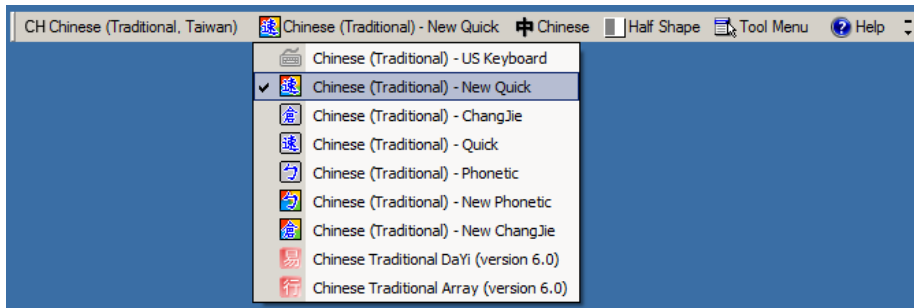 CH Chinese (Traditional, Taiwan) 速 Chinese (Traditional) - New Quick 中 Chinese Half Shape Tool Menu ? Help
Chinese (Traditional) - US Keyboard
速 Chinese (Traditional) - New Quick
倉 Chinese (Traditional) - ChangJie
速 Chinese (Traditional) - Quick
ㄅ Chinese (Traditional) - Phonetic
ㄅ Chinese (Traditional) - New Phonetic
倉 Chinese (Traditional) - New ChangJie
易 Chinese Traditional DaYi (version 6.0)
行 Chinese Traditional Array (version 6.0)